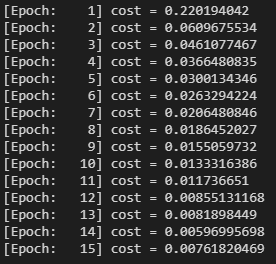 [Epoch:    1] cost = 0.220194042
[Epoch:    2] cost = 0.0609675534
[Epoch:    3] cost = 0.0461077467
[Epoch:    4] cost = 0.0366480835
[Epoch:    5] cost = 0.0300134346
[Epoch:    6] cost = 0.0263294224
[Epoch:    7] cost = 0.0206480846
[Epoch:    8] cost = 0.0186452027
[Epoch:    9] cost = 0.0155059732
[Epoch:   10] cost = 0.0133316386
[Epoch:   11] cost = 0.011736651
[Epoch:   12] cost = 0.00855131168
[Epoch:   13] cost = 0.0081898449
[Epoch:   14] cost = 0.00596995698
[Epoch:   15] cost = 0.00761820469